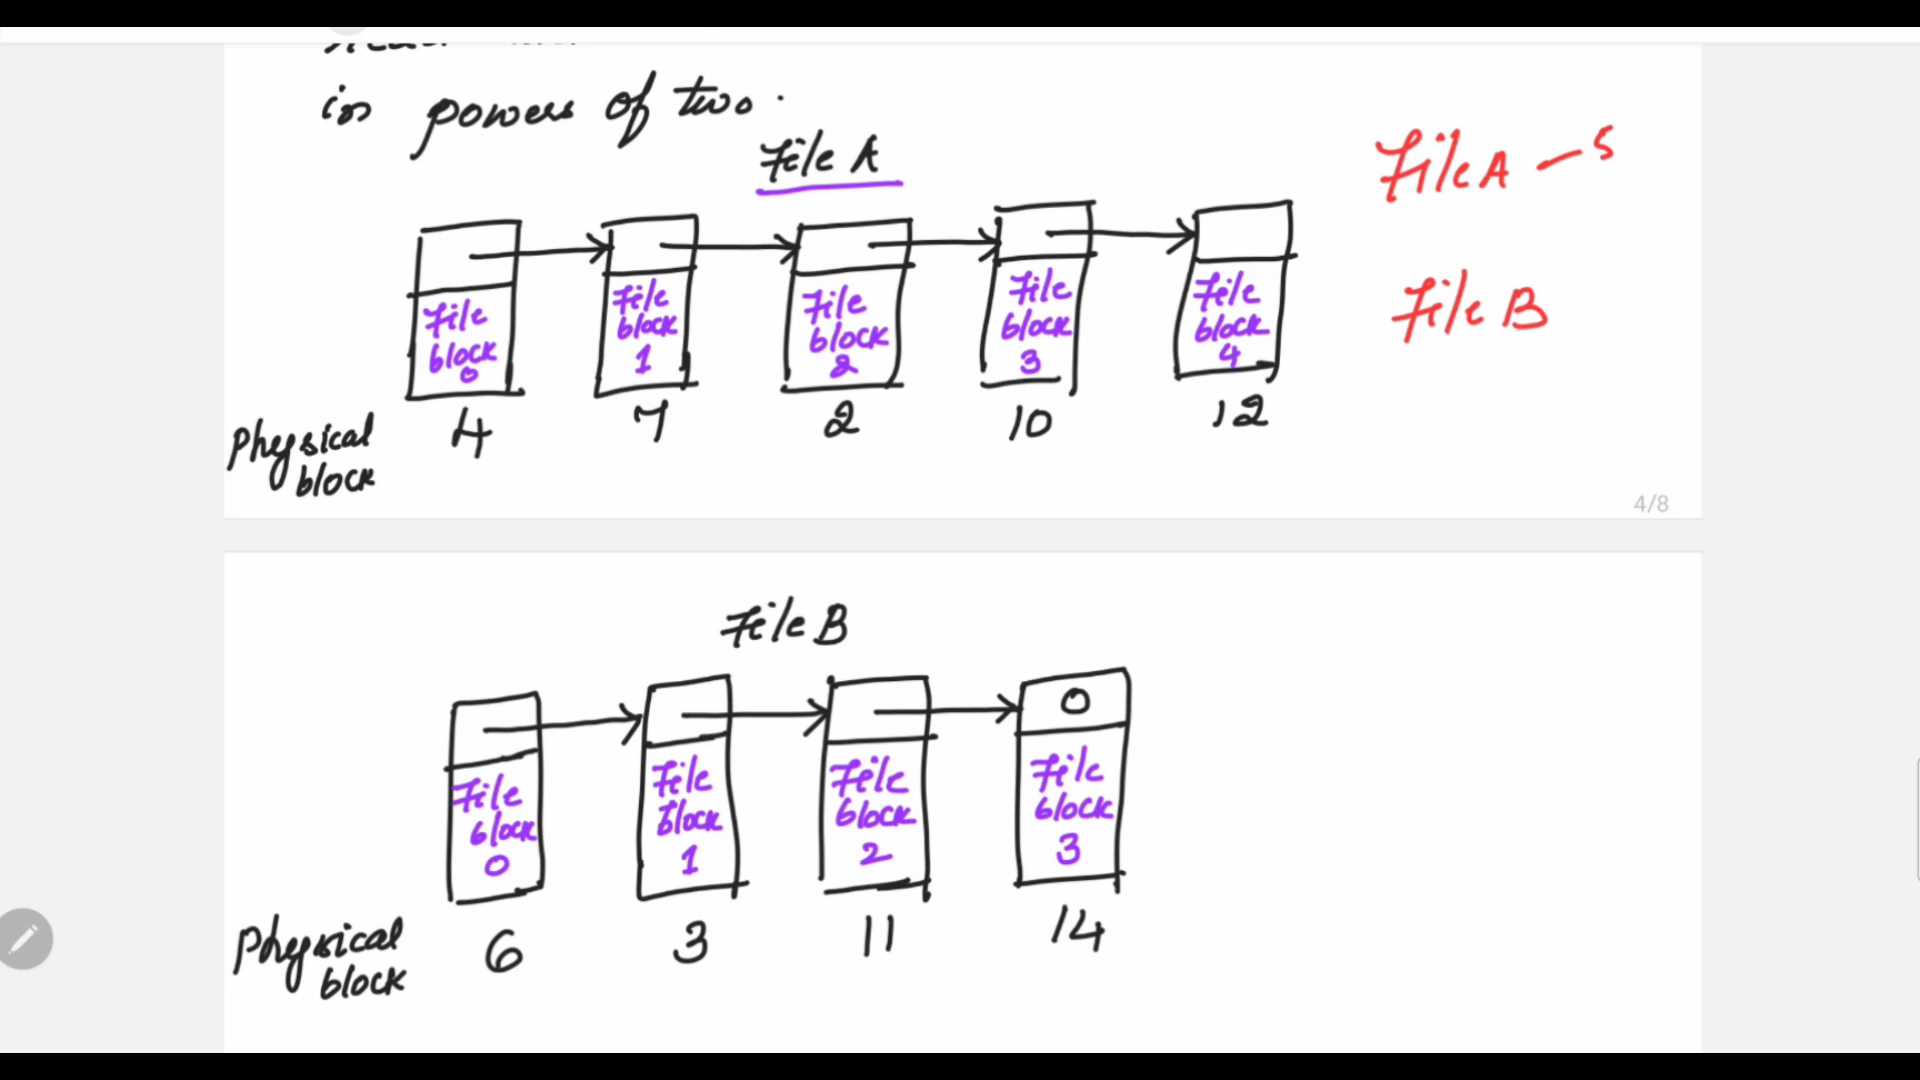 in powers of two.
File A
File A - 5
File B
File block 0
File block 1
File block 2
File block 3
File block 4
Physical block
4 7 2 10 12
4/8
File B
0
File block 0
File block 1
File block 2
File block 3
Physical block
6 3 11 14